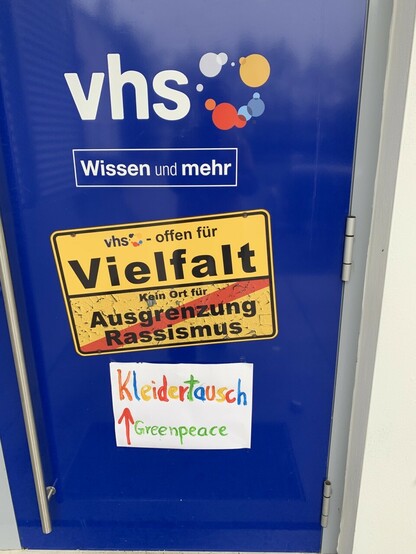 vhs
Wissen und mehr
vhs - offen für
Vielfalt
Kein Ort für
Ausgrenzung
Rassismus
Kleidertausch
Greenpeace